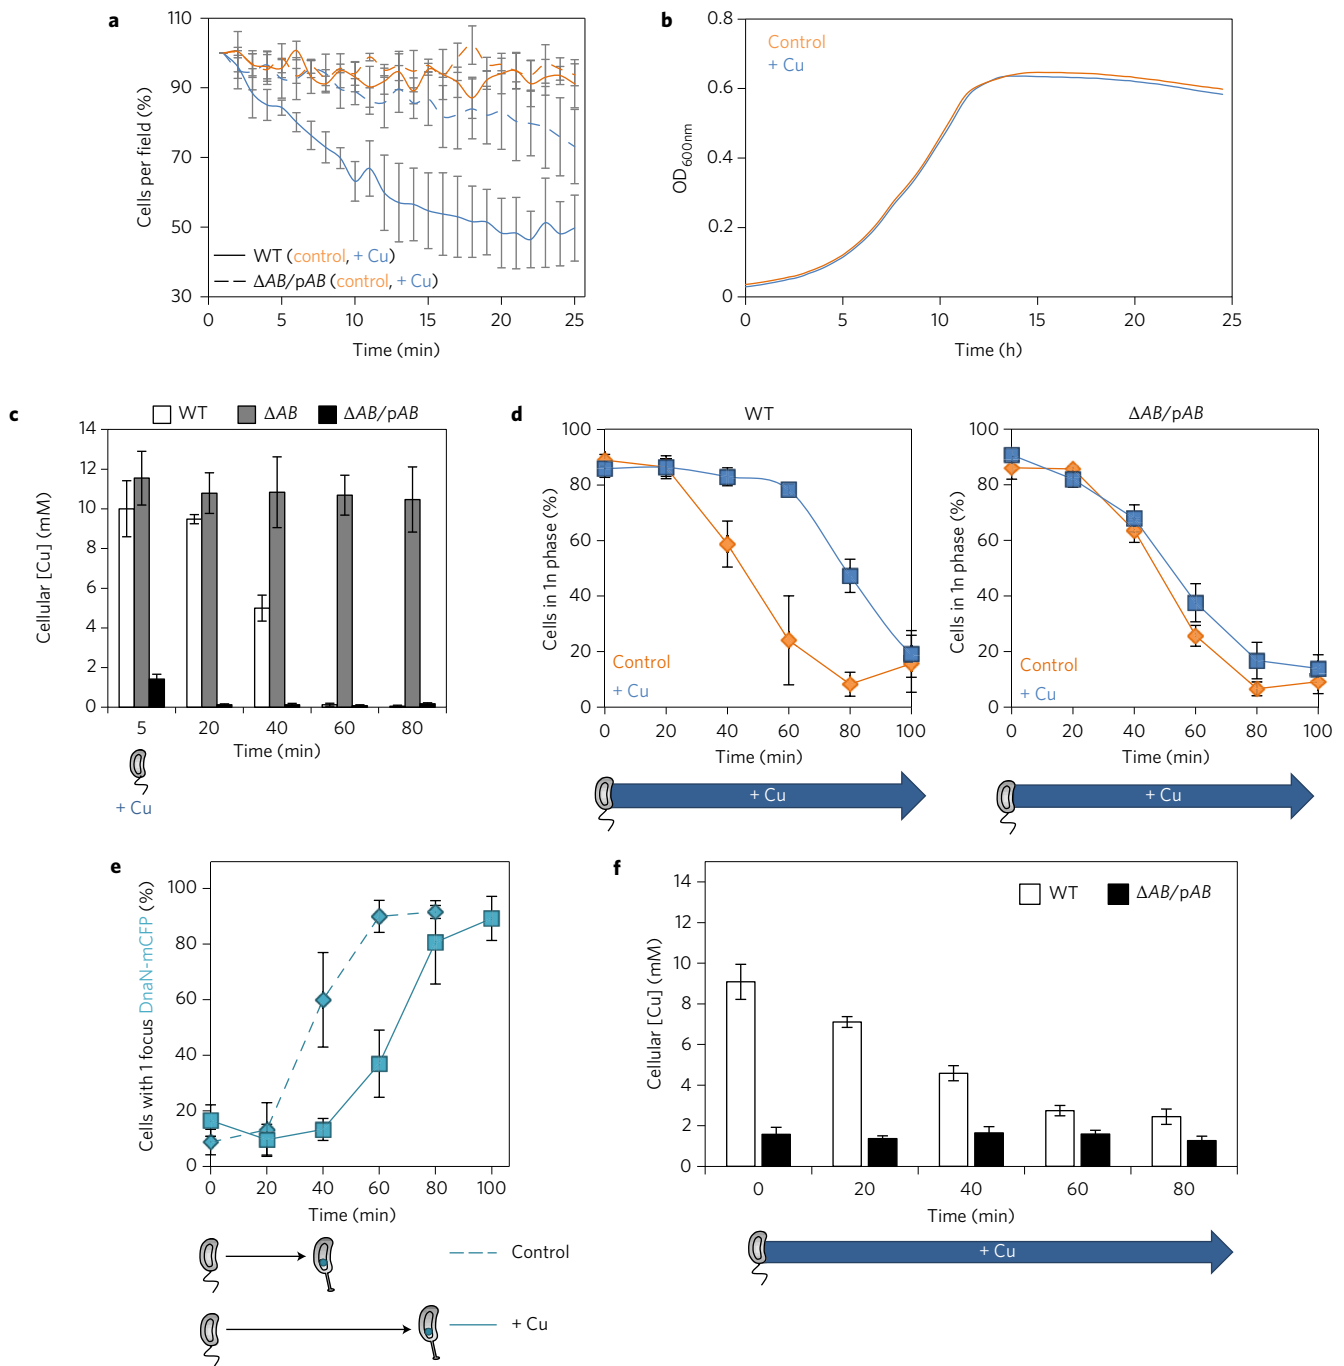 a
110
90
70
50
30
Cells per field (%)
WT (control, + Cu)
ΔAB/pAB (control, + Cu)
0 5 10 15 20 25
Time (min)
b
0.8
0.6
0.4
0.2
0
OD600nm
Control
+ Cu
0 5 10 15 20 25
Time (h)
c
WT ΔAB ΔAB/pAB
14
12
10
8
6
4
2
0
Cellular [Cu] (mM)
5 20 40 60 80
Time (min)
+ Cu
d
WT
100
80
60
40
20
0
Cells in 1n phase (%)
Control
+ Cu
0 20 40 60 80 100
Time (min)
+ Cu
ΔAB/pAB
100
80
60
40
20
0
Cells in 1n phase (%)
Control
+ Cu
0 20 40 60 80 100
Time (min)
+ Cu
e
100
80
60
40
20
0
Cells with 1 focus DnaN-mCFP (%)
0 20 40 60 80 100
Time (min)
Control
+ Cu
f
WT ΔAB/pAB
14
12
10
8
6
4
2
0
Cellular [Cu] (mM)
0 20 40 60 80
Time (min)
+ Cu